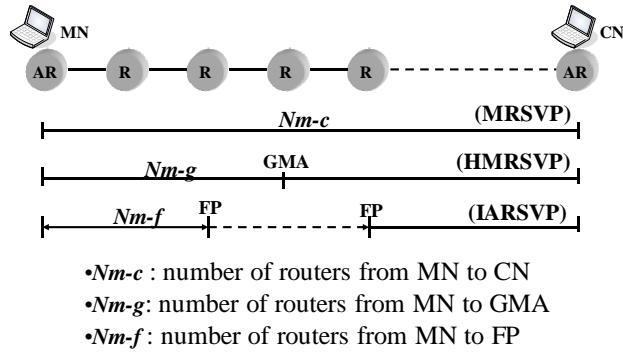 MN CN
AR R R R R AR
Nm-c (MRSVP)
Nm-g GMA (HMRSVP)
Nm-f FP FP (IARSVP)
•Nm-c : number of routers from MN to CN
•Nm-g: number of routers from MN to GMA
•Nm-f : number of routers from MN to FP